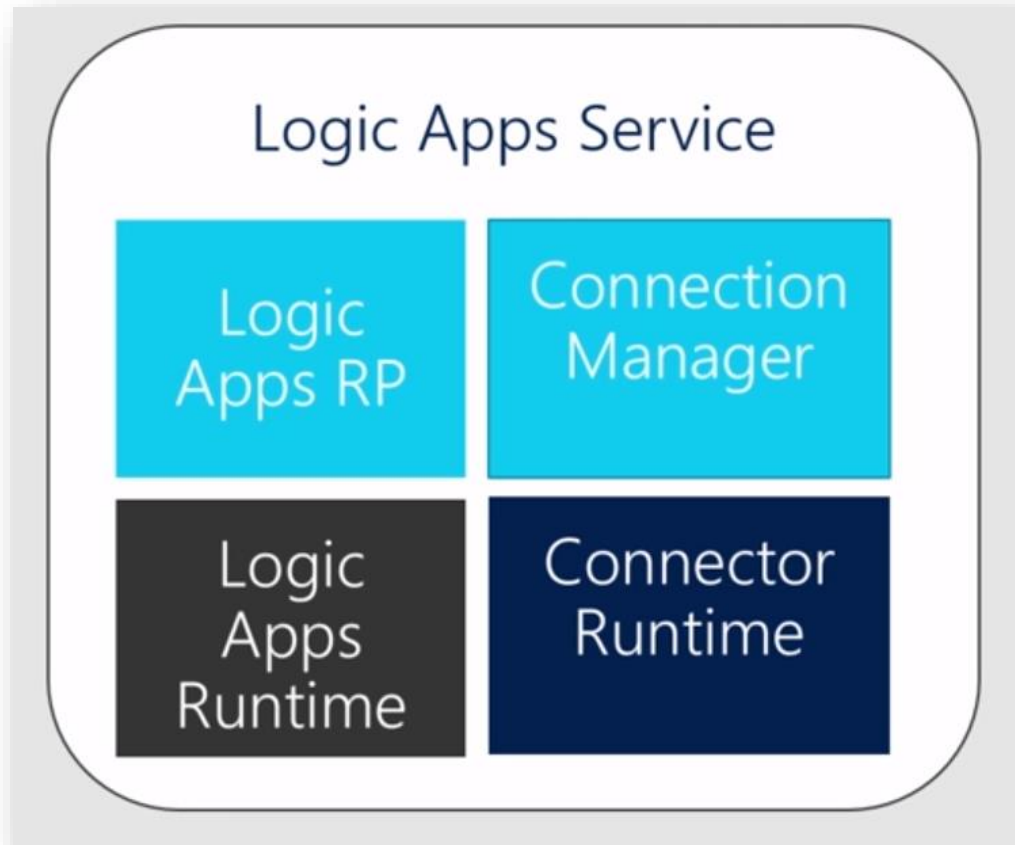 Logic Apps Service
Logic
Apps RP
Connection
Manager
Logic
Apps
Runtime
Connector
Runtime